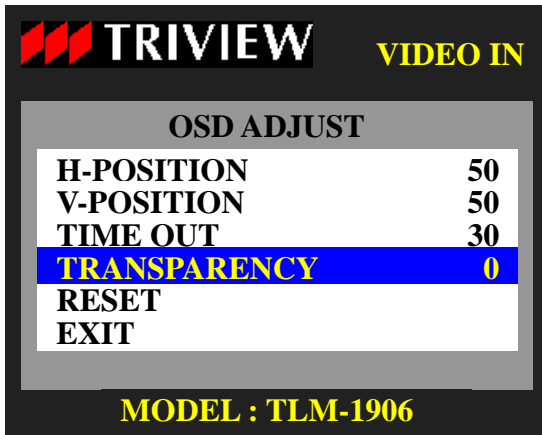 TRIVIEW
VIDEO IN
OSD ADJUST
H-POSITION 50
V-POSITION 50
TIME OUT 30
TRANSPARENCY 0
RESET
EXIT
MODEL : TLM-1906